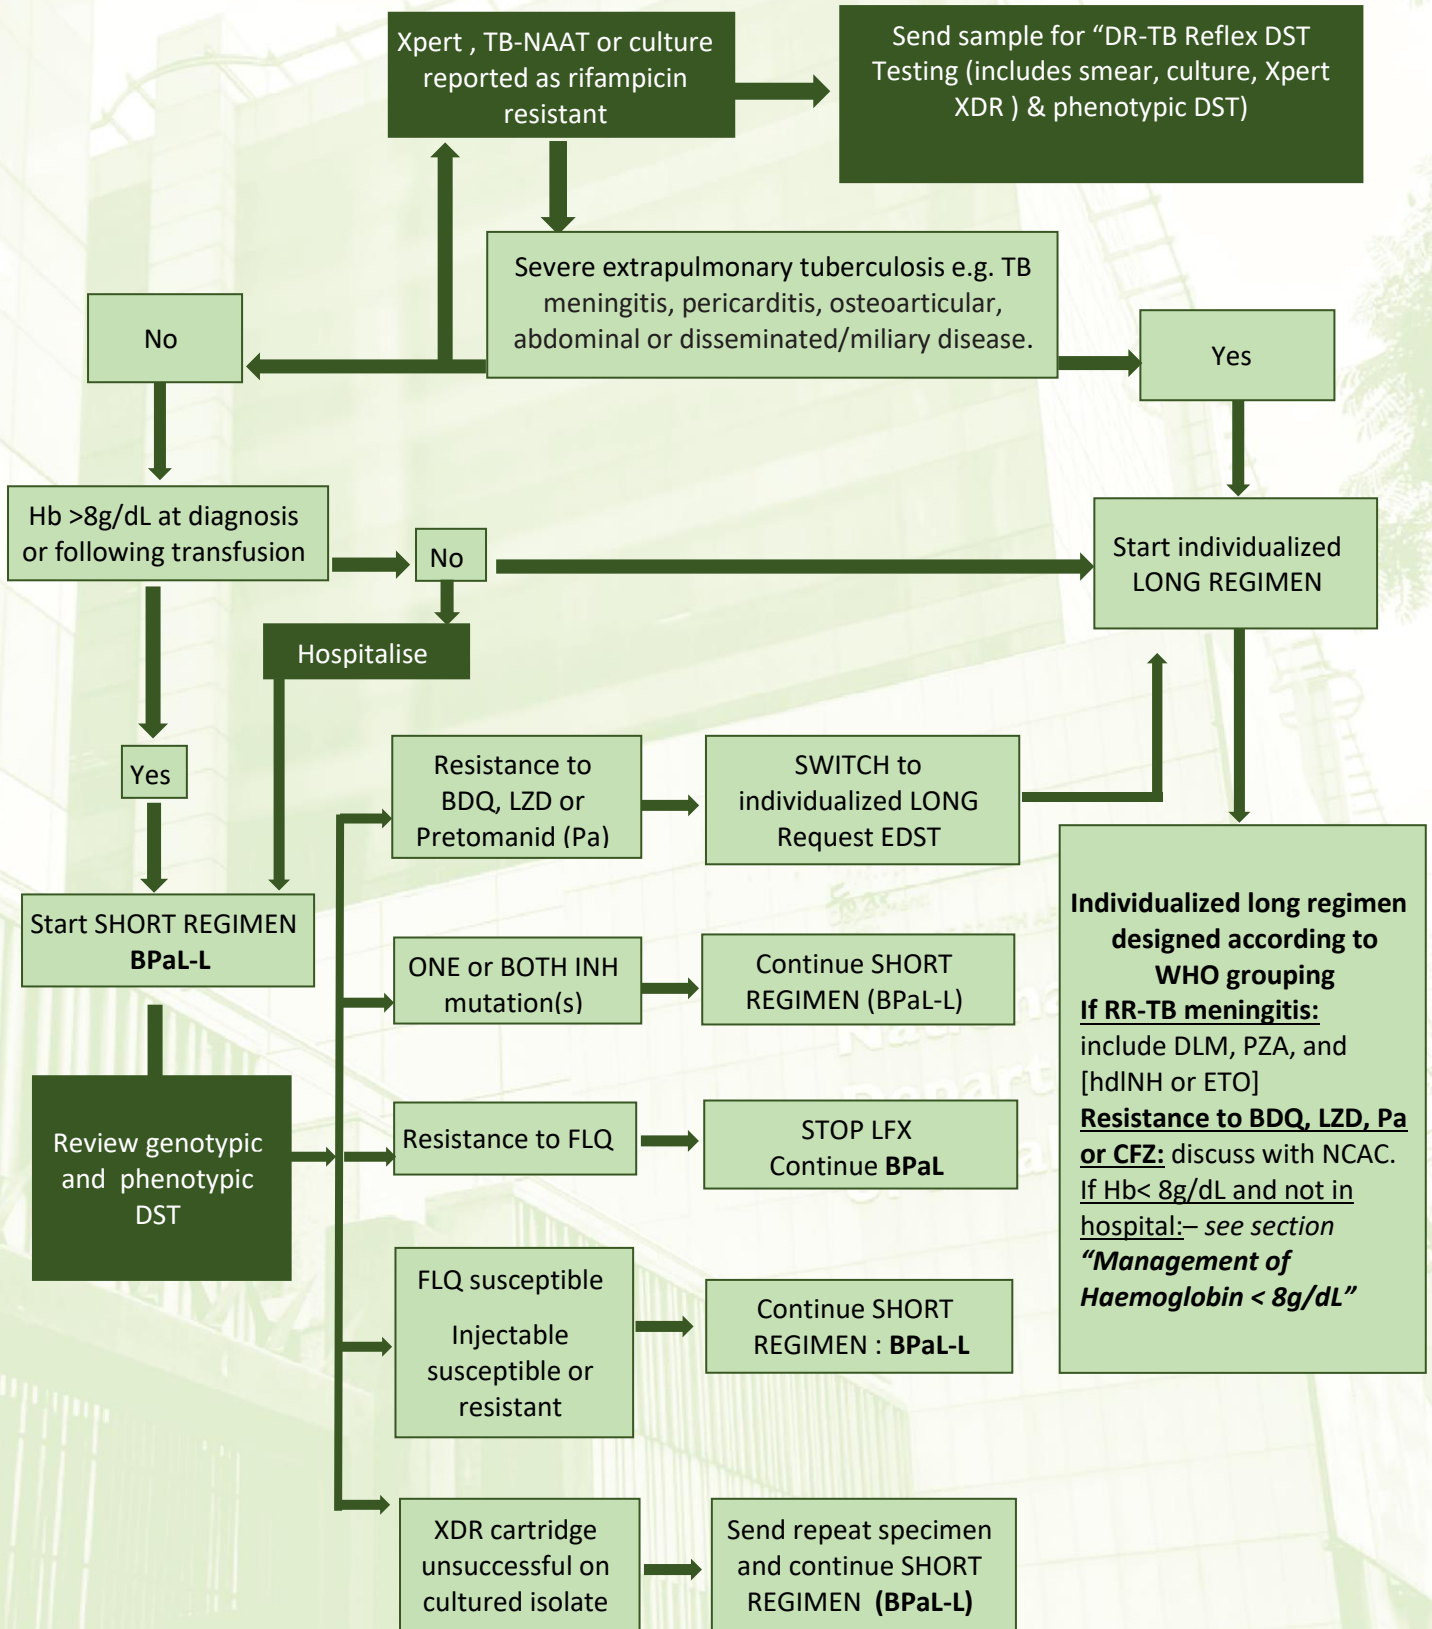 Xpert , TB-NAAT or culture
reported as rifampicin
resistant
Send sample for “DR-TB Reflex DST
Testing (includes smear, culture, Xpert
XDR ) & phenotypic DST)
Severe extrapulmonary tuberculosis e.g. TB
meningitis, pericarditis, osteoarticular,
abdominal or disseminated/miliary disease.
No
Yes
Hb >8g/dL at diagnosis
or following transfusion
No
Start individualized
LONG REGIMEN
Hospitalise
Yes
Resistance to
BDQ, LZD or
Pretomanid (Pa)
SWITCH to
individualized LONG
Request EDST
Start SHORT REGIMEN
BPaL-L
ONE or BOTH INH
mutation(s)
Continue SHORT
REGIMEN (BPaL-L)
Individualized long regimen
designed according to
WHO grouping
If RR-TB meningitis:
include DLM, PZA, and
[hdlNH or ETO]
Resistance to BDQ, LZD, Pa
or CFZ: discuss with NCAC.
If Hb< 8g/dL and not in
hospital:– see section
“Management of
Haemoglobin < 8g/dL”
Review genotypic
and phenotypic
DST
Resistance to FLQ
STOP LFX
Continue BPaL
FLQ susceptible
Injectable
susceptible or
resistant
Continue SHORT
REGIMEN : BPaL-L
XDR cartridge
unsuccessful on
cultured isolate
Send repeat specimen
and continue SHORT
REGIMEN (BPaL-L)